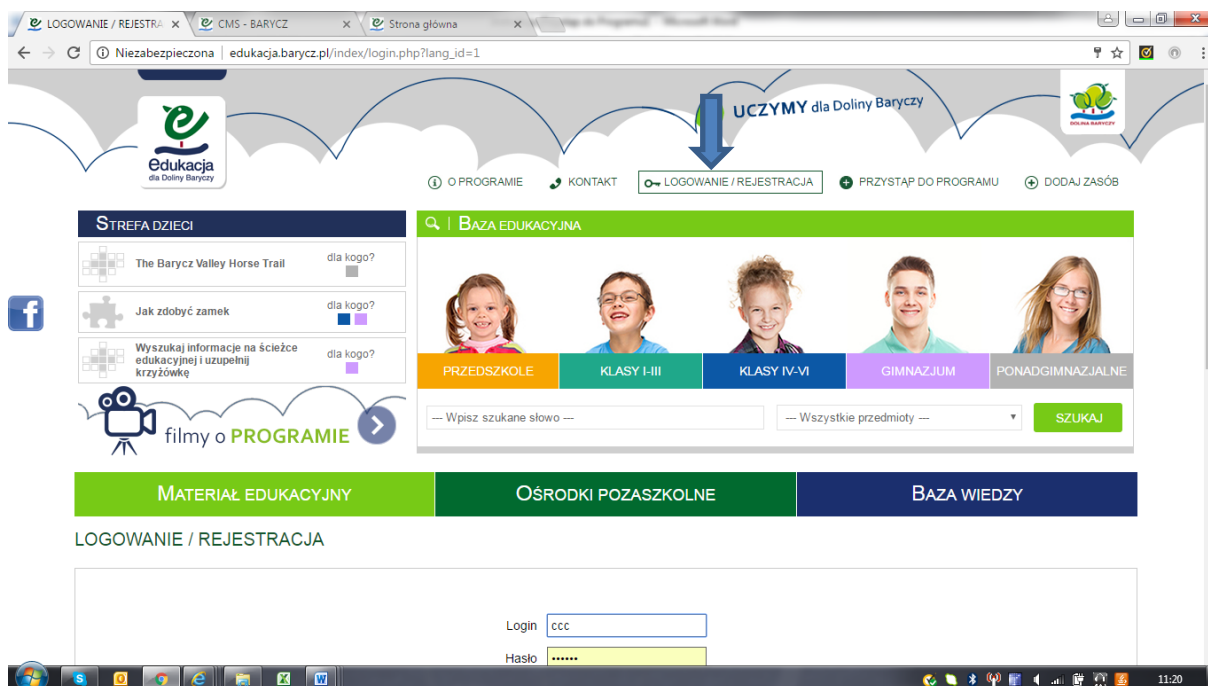 LOGOWANIE / REJESTRA
CMS - BARYCZ
Strona główna
Microsoft Word
Niezabezpieczona | edukacja.barycz.pl/index/login.php?lang_id=1
edukacja
dla Doliny Baryczy
UCZYMY dla Doliny Baryczy
DOLINA BARYCZY
O PROGRAMIE
KONTAKT
LOGOWANIE / REJESTRACJA
PRZYSTĄP DO PROGRAMU
DODAJ ZASÓB
STREFA DZIECI
The Barycz Valley Horse Trail
dla kogo?
Jak zdobyć zamek
dla kogo?
Wyszukaj informacje na ścieżce
edukacyjnej i uzupełnij
krzyżówkę
dla kogo?
filmy o PROGRAMIE
BAZA EDUKACYJNA
PRZEDSZKOLE
KLASY I-III
KLASY IV-VI
GIMNAZJUM
PONADGIMNAZJALNE
--- Wpisz szukane słowo ---
--- Wszystkie przedmioty ---
SZUKAJ
MATERIAŁ EDUKACYJNY
OŚRODKI POZASZKOLNE
BAZA WIEDZY
LOGOWANIE / REJESTRACJA
Login
ccc
Hasło
••••••
11:20